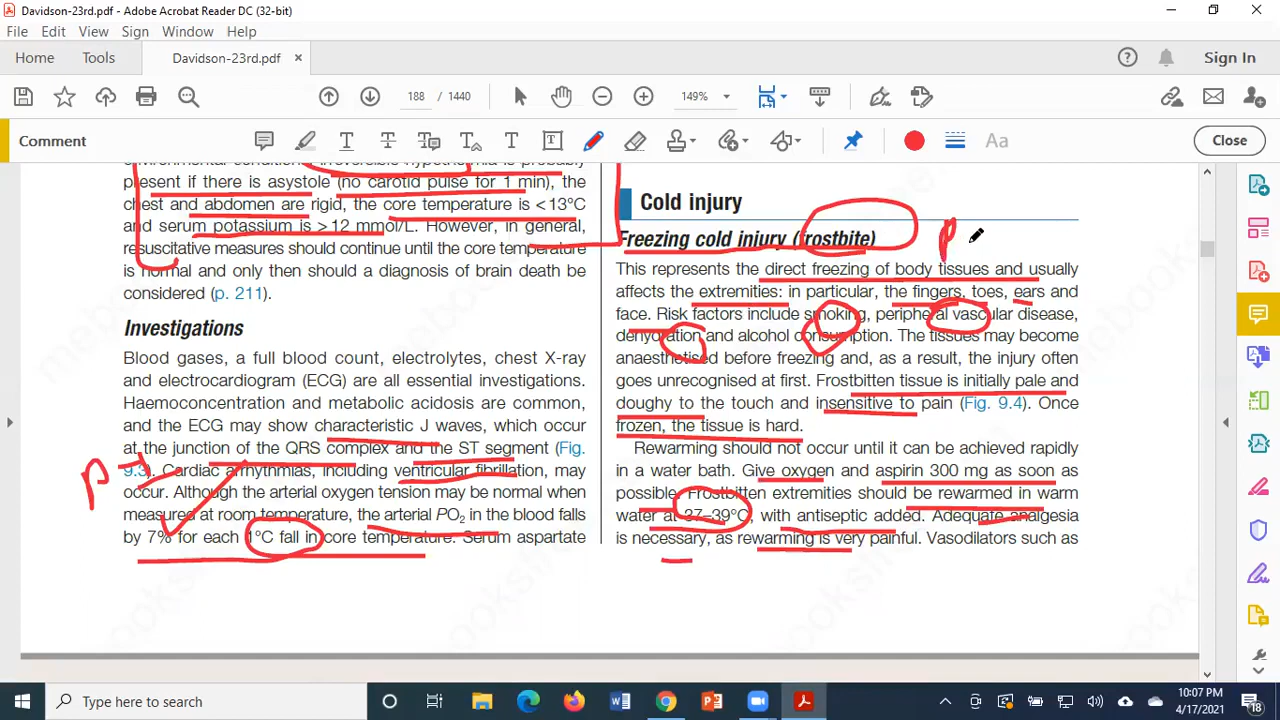 Davidson-23rd.pdf - Adobe Acrobat Reader DC (32-bit)
File Edit View Sign Window Help
Home Tools Davidson-23rd.pdf × Sign In
188 / 1440 149%
Comment Close
environmental conditions. Irreversible hypothermia is probably
present if there is asystole (no carotid pulse for 1 min), the
chest and abdomen are rigid, the core temperature is <13°C
and serum potassium is >12 mmol/L. However, in general,
resuscitative measures should continue until the core temperature
is normal and only then should a diagnosis of brain death be
considered (p. 211).
Investigations
Blood gases, a full blood count, electrolytes, chest X-ray
and electrocardiogram (ECG) are all essential investigations.
Haemoconcentration and metabolic acidosis are common,
and the ECG may show characteristic J waves, which occur
at the junction of the QRS complex and the ST segment (Fig.
9.3). Cardiac arrhythmias, including ventricular fibrillation, may
occur. Although the arterial oxygen tension may be normal when
measured at room temperature, the arterial PO2 in the blood falls
by 7% for each 1°C fall in core temperature. Serum aspartate
Cold injury
Freezing cold injury (frostbite)
P
This represents the direct freezing of body tissues and usually
affects the extremities: in particular, the fingers, toes, ears and
face. Risk factors include smoking, peripheral vascular disease,
dehydration and alcohol consumption. The tissues may become
anaesthetised before freezing and, as a result, the injury often
goes unrecognised at first. Frostbitten tissue is initially pale and
doughy to the touch and insensitive to pain (Fig. 9.4). Once
frozen, the tissue is hard.
Rewarming should not occur until it can be achieved rapidly
in a water bath. Give oxygen and aspirin 300 mg as soon as
possible. Frostbitten extremities should be rewarmed in warm
water at 37–39°C, with antiseptic added. Adequate analgesia
is necessary, as rewarming is very painful. Vasodilators such as
Type here to search
10:07 PM
4/17/2021
18